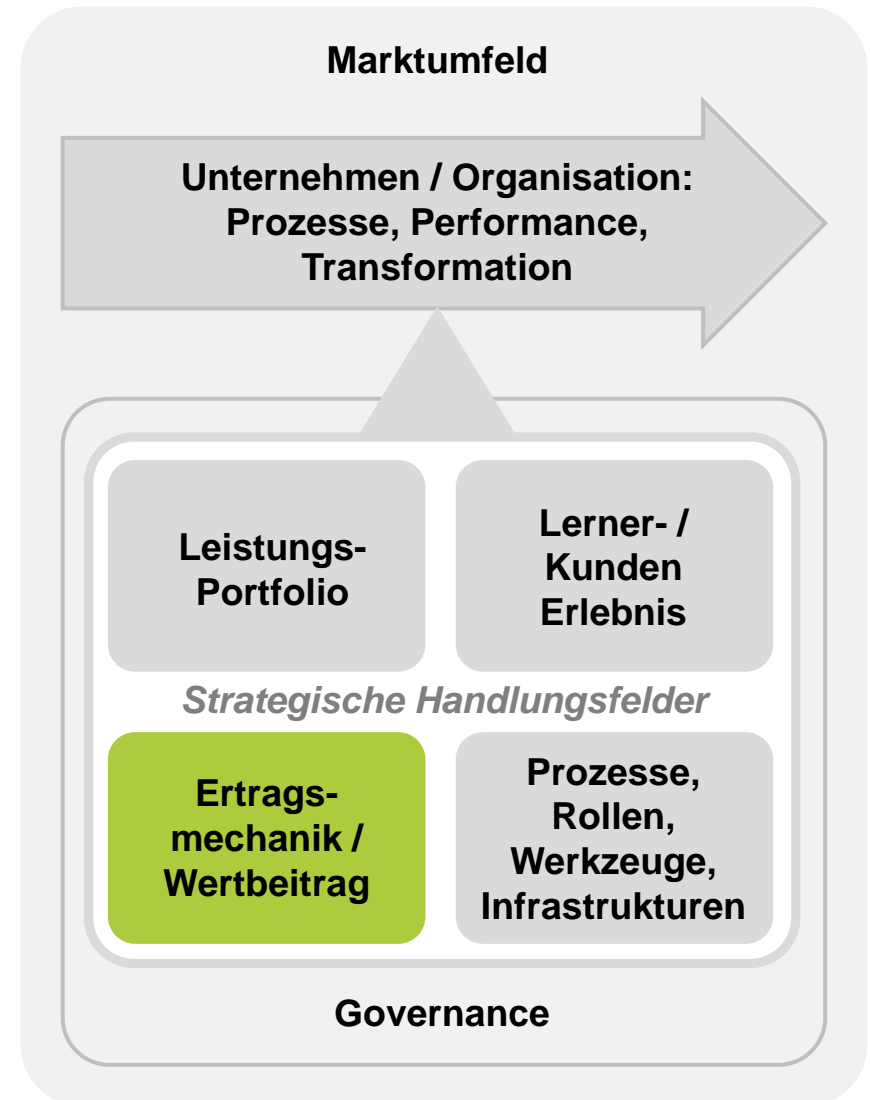 Marktumfeld
Unternehmen / Organisation:
Prozesse, Performance,
Transformation
Leistungs-
Portfolio
Lerner- /
Kunden
Erlebnis
Strategische Handlungsfelder
Ertrags-
mechanik /
Wertbeitrag
Prozesse,
Rollen,
Werkzeuge,
Infrastrukturen
Governance